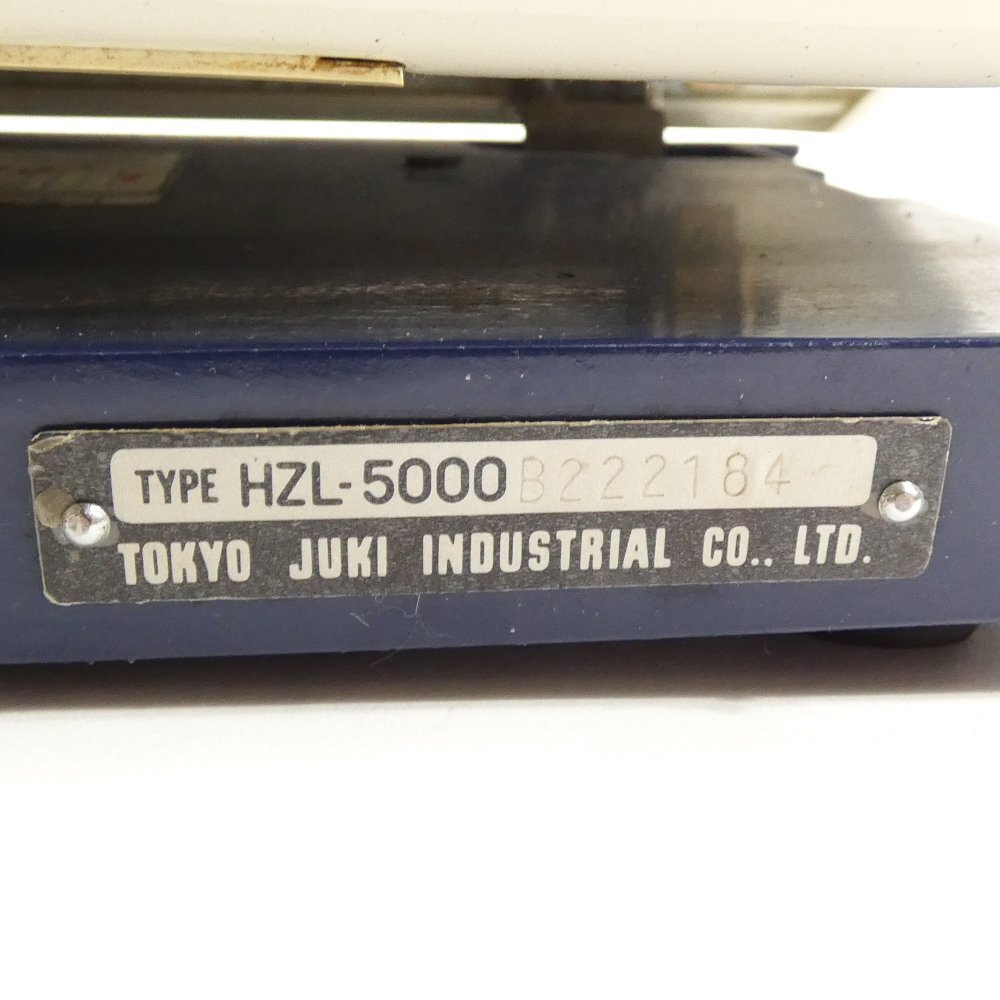 TYPE HZL-5000 B222184
TOKYO JUKI INDUSTRIAL CO., LTD.